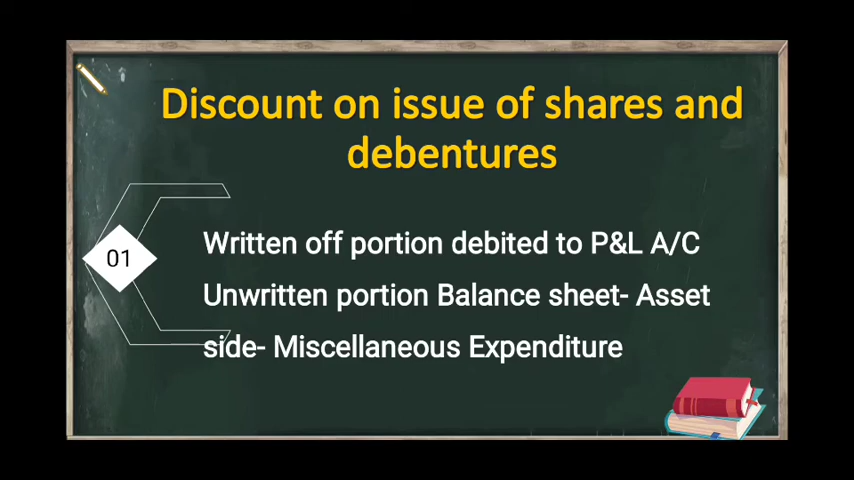 Discount on issue of shares and
debentures
01
Written off portion debited to P&L A/C
Unwritten portion Balance sheet- Asset
side- Miscellaneous Expenditure